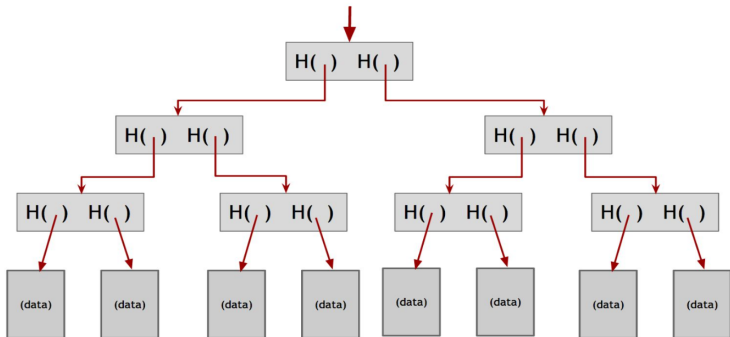 H( ) H( )
H( ) H( ) H( ) H( )
H( ) H( ) H( ) H( ) H( ) H( ) H( ) H( )
(data) (data) (data) (data) (data) (data) (data) (data)